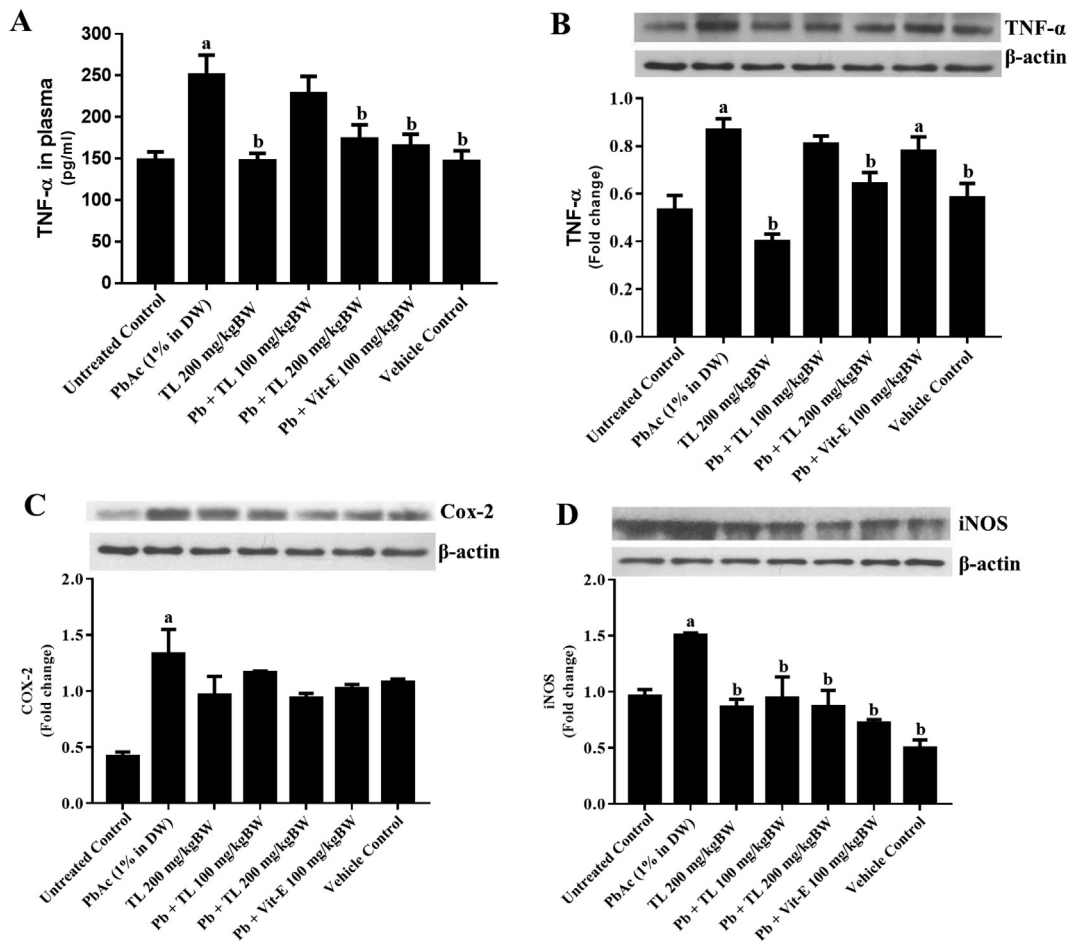 A
TNF-α in plasma
(pg/ml)
300
250
200
150
100
50
0
a
b
b
b
b
Untreated Control
PbAc (1% in DW)
TL 200 mg/kgBW
Pb + TL 100 mg/kgBW
Pb + TL 200 mg/kgBW
Pb + Vit-E 100 mg/kgBW
Vehicle Control
B
TNF-α
β-actin
TNF-α
(Fold change)
1.0
0.8
0.6
0.4
0.2
0.0
a
b
b
a
b
Untreated Control
PbAc (1% in DW)
TL 200 mg/kgBW
Pb + TL 100 mg/kgBW
Pb + TL 200 mg/kgBW
Pb + Vit-E 100 mg/kgBW
Vehicle Control
C
Cox-2
β-actin
COX-2
(Fold change)
2.0
1.5
1.0
0.5
0.0
a
Untreated Control
PbAc (1% in DW)
TL 200 mg/kgBW
Pb + TL 100 mg/kgBW
Pb + TL 200 mg/kgBW
Pb + Vit-E 100 mg/kgBW
Vehicle Control
D
iNOS
β-actin
iNOS
(Fold change)
2.0
1.5
1.0
0.5
0.0
a
b
b
b
b
b
Untreated Control
PbAc (1% in DW)
TL 200 mg/kgBW
Pb + TL 100 mg/kgBW
Pb + TL 200 mg/kgBW
Pb + Vit-E 100 mg/kgBW
Vehicle Control